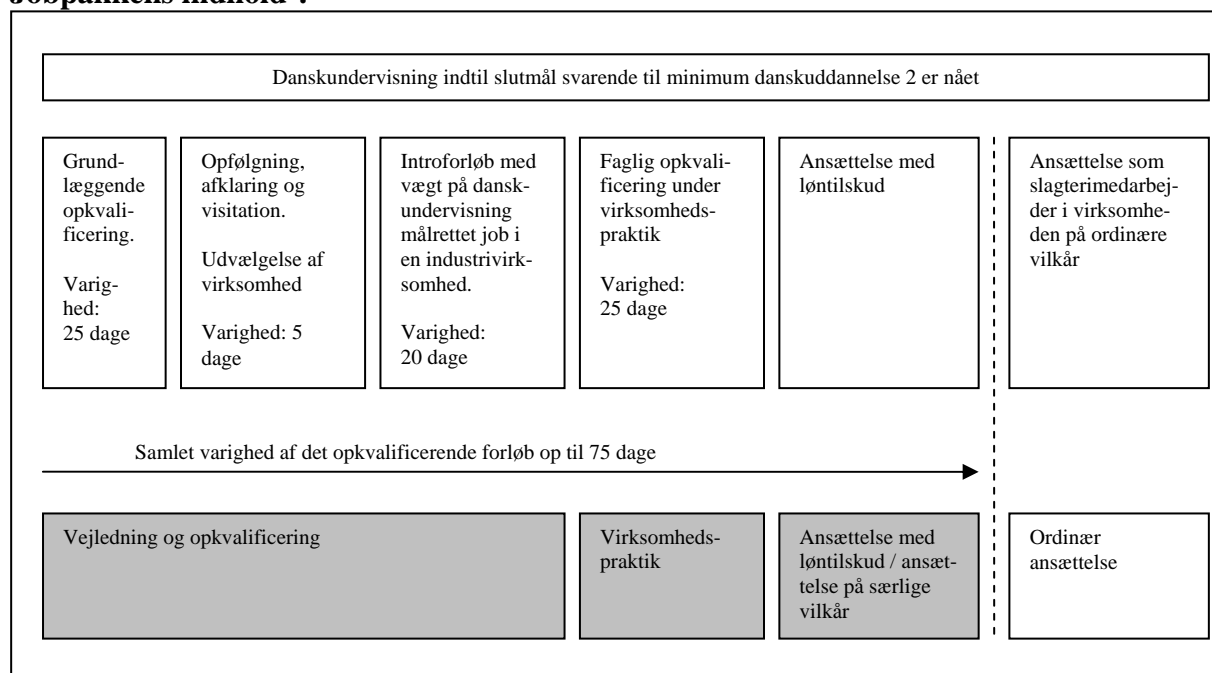 Jobpakkens indhold :
Danskundervisning indtil slutmål svarende til minimum danskuddannelse 2 er nået
Grund-
læggende
opkvali-
ficering.
Varig-
hed:
25 dage
Opfølgning,
afklaring og
visitation.
Udvælgelse af
virksomhed
Varighed: 5
dage
Introforløb med
vægt på dansk-
undervisning
målrettet job i
en industrivirk-
somhed.
Varighed:
20 dage
Faglig opkvali-
ficering under
virksomheds-
praktik
Varighed:
25 dage
Ansættelse med
løntilskud
Ansættelse som
slagterimedarbej-
der i virksomhe-
den på ordinære
vilkår
Samlet varighed af det opkvalificerende forløb op til 75 dage
Vejledning og opkvalificering
Virksomheds-
praktik
Ansættelse med
løntilskud / ansæt-
telse på særlige
vilkår
Ordinær
ansættelse